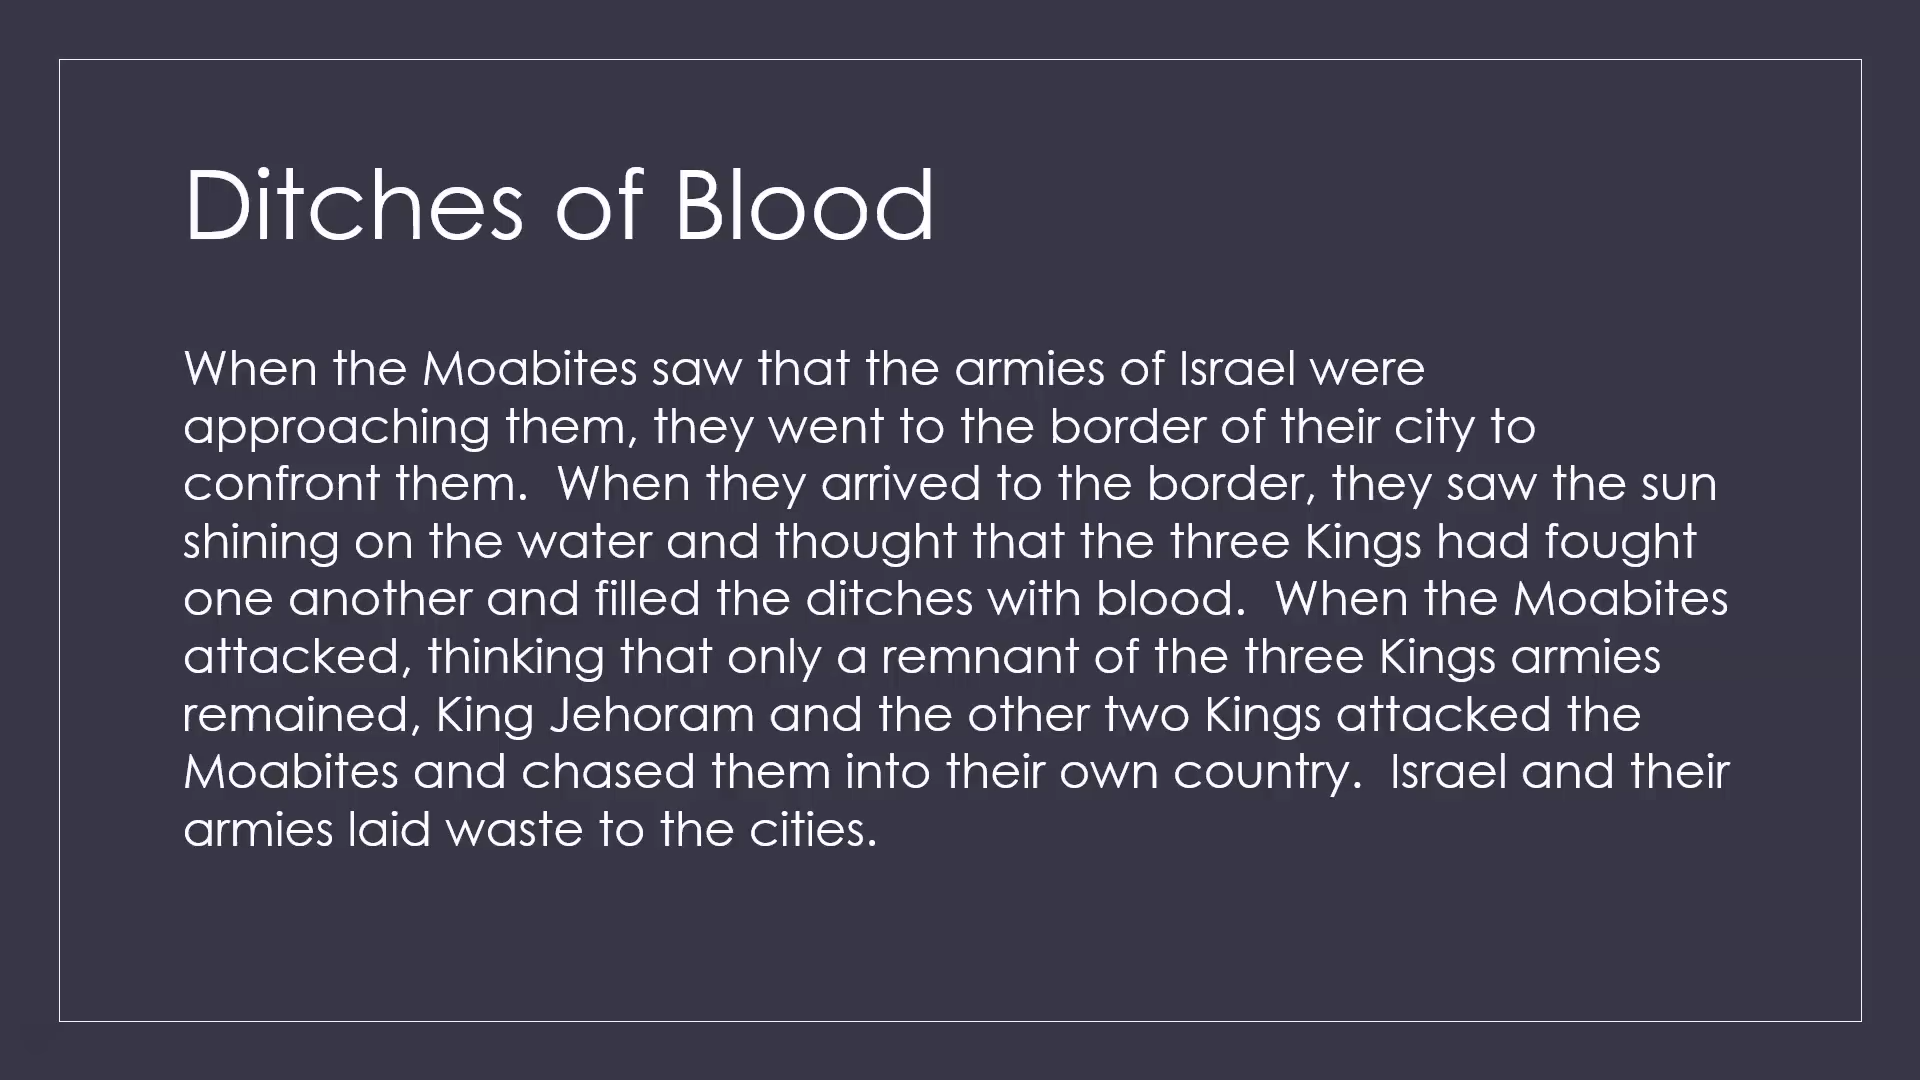 Ditches of Blood
When the Moabites saw that the armies of Israel were
approaching them, they went to the border of their city to
confront them.  When they arrived to the border, they saw the sun
shining on the water and thought that the three Kings had fought
one another and filled the ditches with blood.  When the Moabites
attacked, thinking that only a remnant of the three Kings armies
remained, King Jehoram and the other two Kings attacked the
Moabites and chased them into their own country.  Israel and their
armies laid waste to the cities.